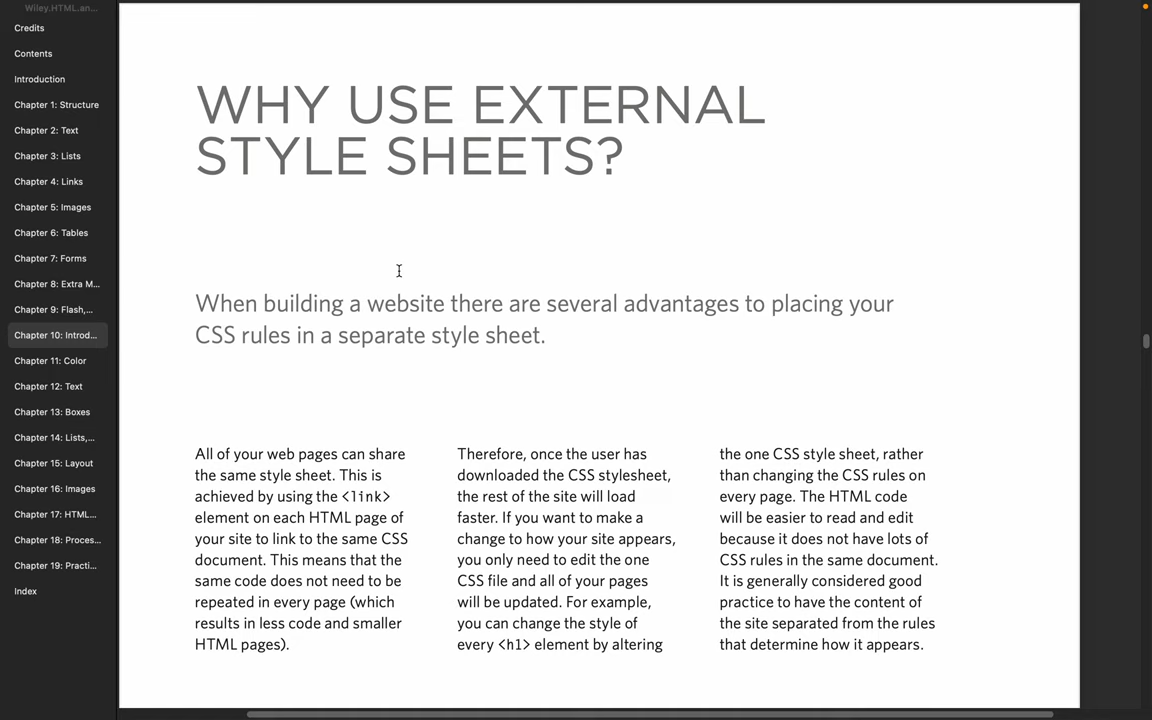 Wiley.HTML.an...
Credits
Contents
Introduction
Chapter 1: Structure
Chapter 2: Text
Chapter 3: Lists
Chapter 4: Links
Chapter 5: Images
Chapter 6: Tables
Chapter 7: Forms
Chapter 8: Extra M...
Chapter 9: Flash,...
Chapter 10: Introd...
Chapter 11: Color
Chapter 12: Text
Chapter 13: Boxes
Chapter 14: Lists,...
Chapter 15: Layout
Chapter 16: Images
Chapter 17: HTML...
Chapter 18: Proces...
Chapter 19: Practi...
Index
WHY USE EXTERNAL
STYLE SHEETS?
When building a website there are several advantages to placing your
CSS rules in a separate style sheet.
All of your web pages can share
the same style sheet. This is
achieved by using the <link>
element on each HTML page of
your site to link to the same CSS
document. This means that the
same code does not need to be
repeated in every page (which
results in less code and smaller
HTML pages).
Therefore, once the user has
downloaded the CSS stylesheet,
the rest of the site will load
faster. If you want to make a
change to how your site appears,
you only need to edit the one
CSS file and all of your pages
will be updated. For example,
you can change the style of
every <h1> element by altering
the one CSS style sheet, rather
than changing the CSS rules on
every page. The HTML code
will be easier to read and edit
because it does not have lots of
CSS rules in the same document.
It is generally considered good
practice to have the content of
the site separated from the rules
that determine how it appears.